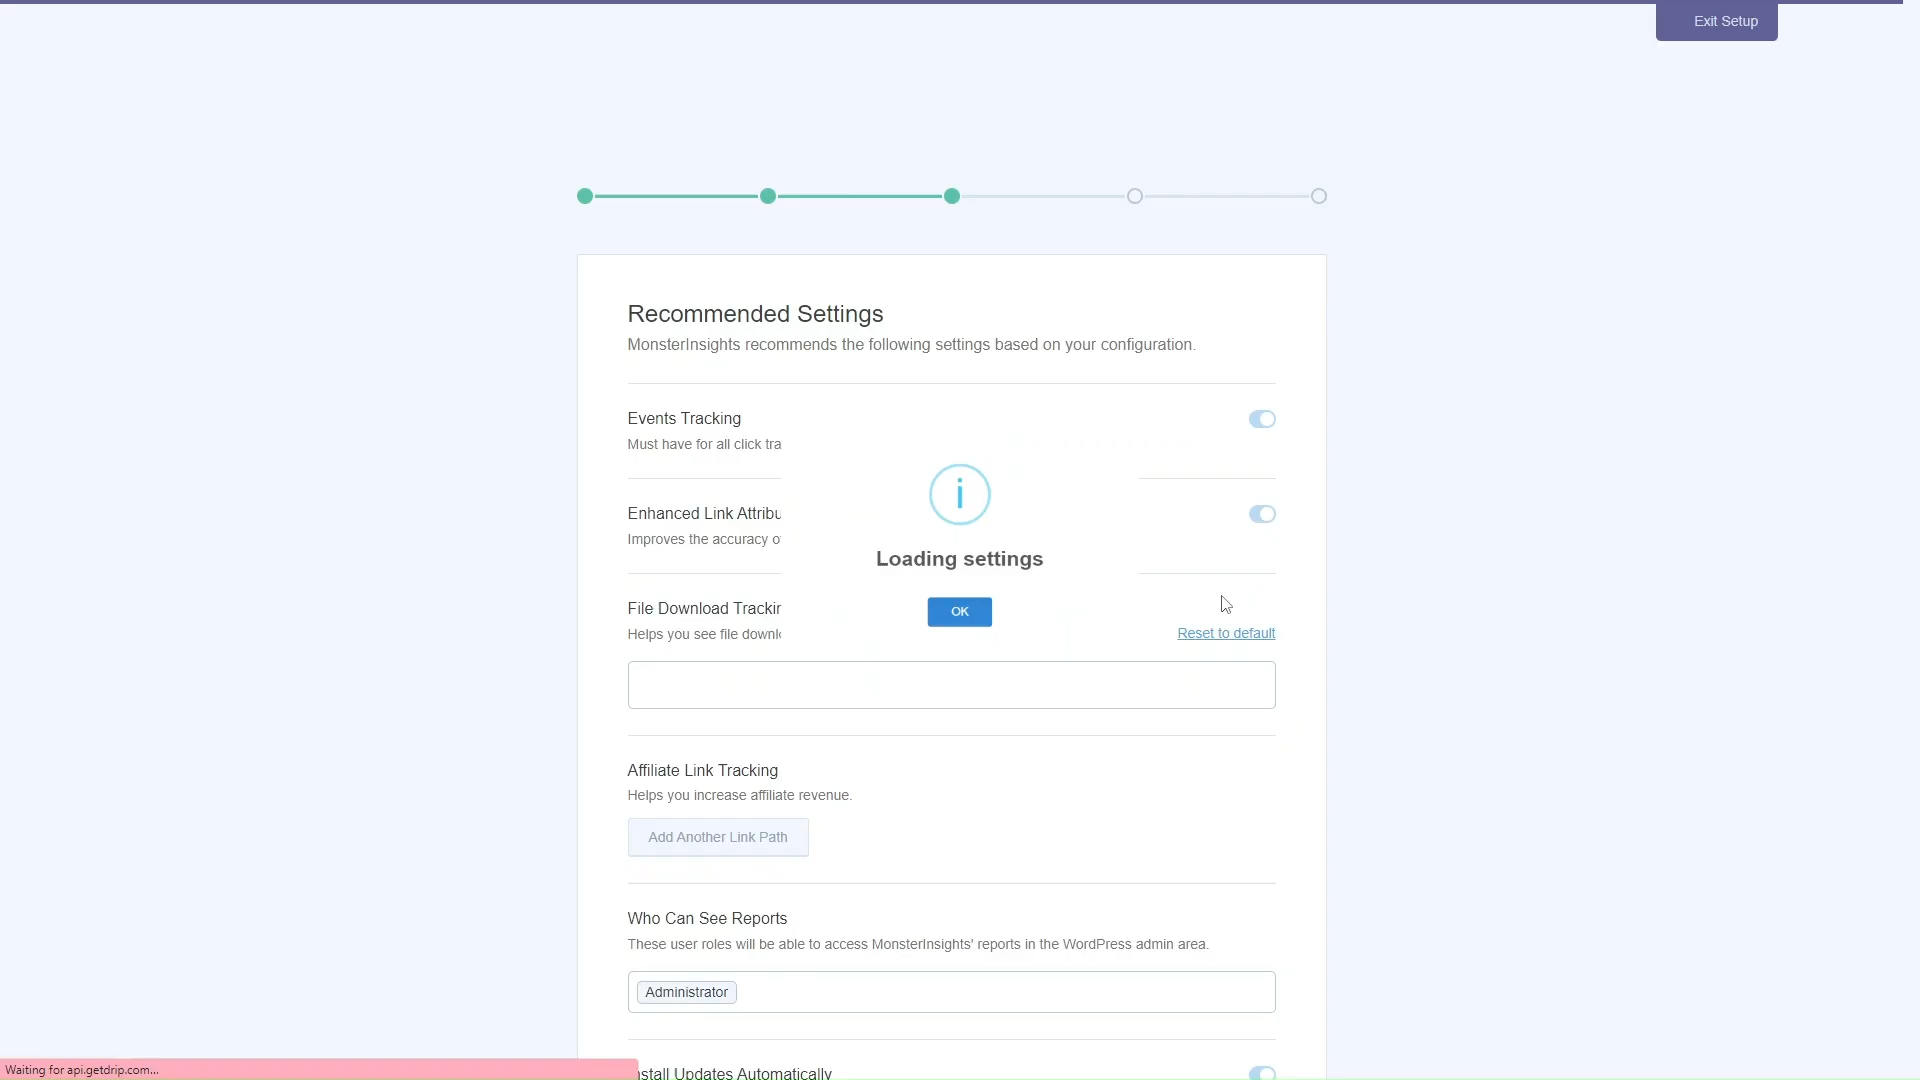 Exit Setup
Recommended Settings
MonsterInsights recommends the following settings based on your configuration.
Events Tracking
Must have for all click tra
Enhanced Link Attribu
Improves the accuracy o
i
Loading settings
OK
File Download Trackin
Helps you see file downl
Reset to default
Affiliate Link Tracking
Helps you increase affiliate revenue.
Add Another Link Path
Who Can See Reports
These user roles will be able to access MonsterInsights' reports in the WordPress admin area.
Administrator
nstall Updates Automatically
Waiting for api.getdrip.com...